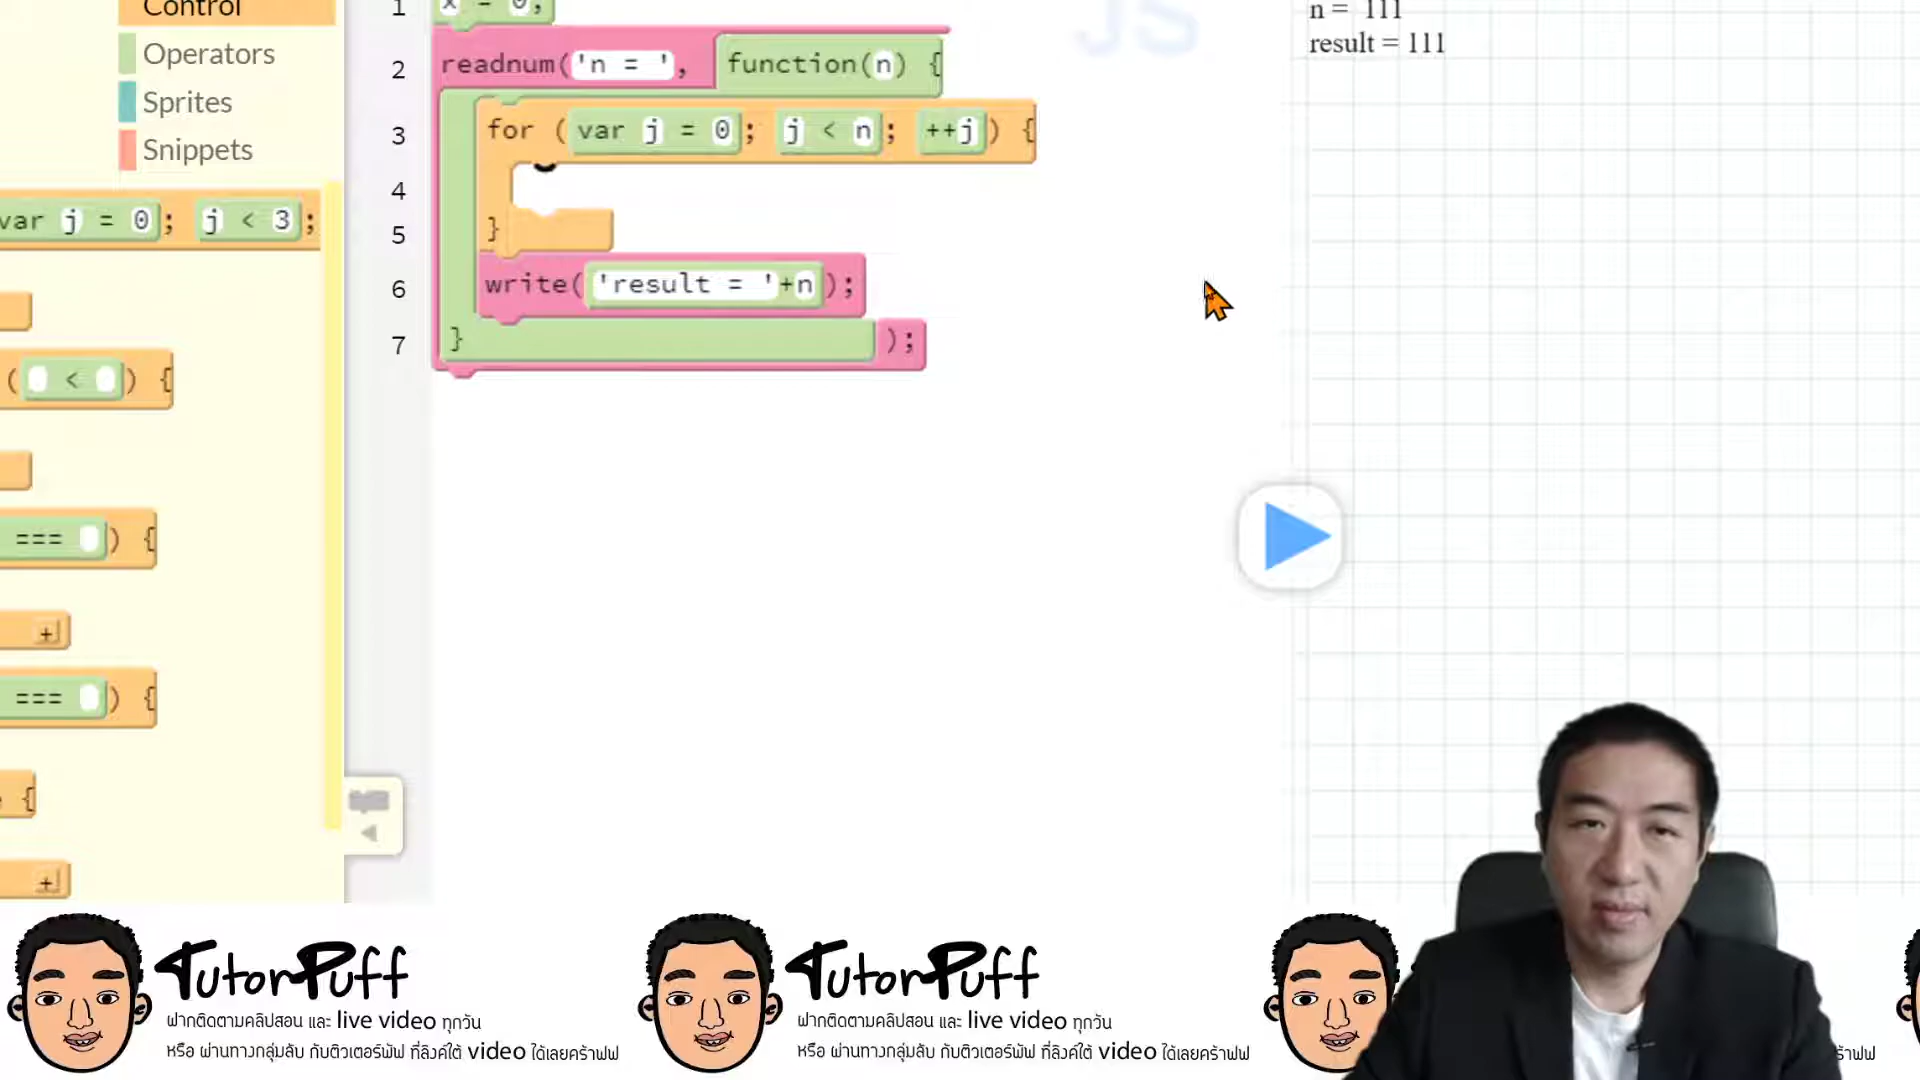 Control
Operators
Sprites
Snippets
var j = 0; j < 3;
( < ) {
=== ) {
=== ) {
{
1 x = 0;
2 readnum('n = ', function(n) {
3 for (var j = 0; j < n; ++j) {
4
5 }
6 write('result = '+n);
7 } );
JS
n = 111
result = 111
TutorPuff
ฝากติดตามคลิปสอน และ live video ทุกวัน
หรือ ผ่านทางกลุ่มลับ กับติวเตอร์พัฟ ที่ลิงค์ใต้ video ได้เลยคร้าฟฟ
TutorPuff
ฝากติดตามคลิปสอน และ live video ทุกวัน
หรือ ผ่านทางกลุ่มลับ กับติวเตอร์พัฟ ที่ลิงค์ใต้ video ได้เลยคร้าฟฟ
ร้าฟฟ